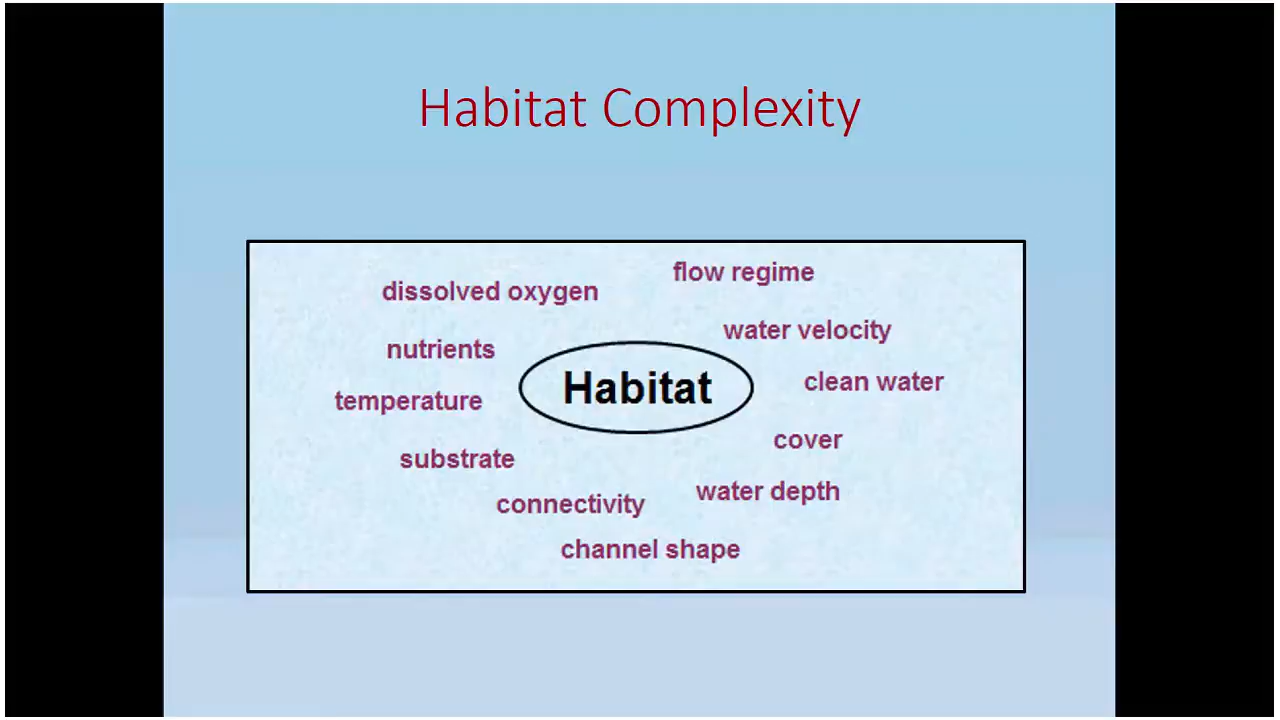 Habitat Complexity
flow regime
dissolved oxygen
water velocity
nutrients
Habitat
clean water
temperature
cover
substrate
water depth
connectivity
channel shape